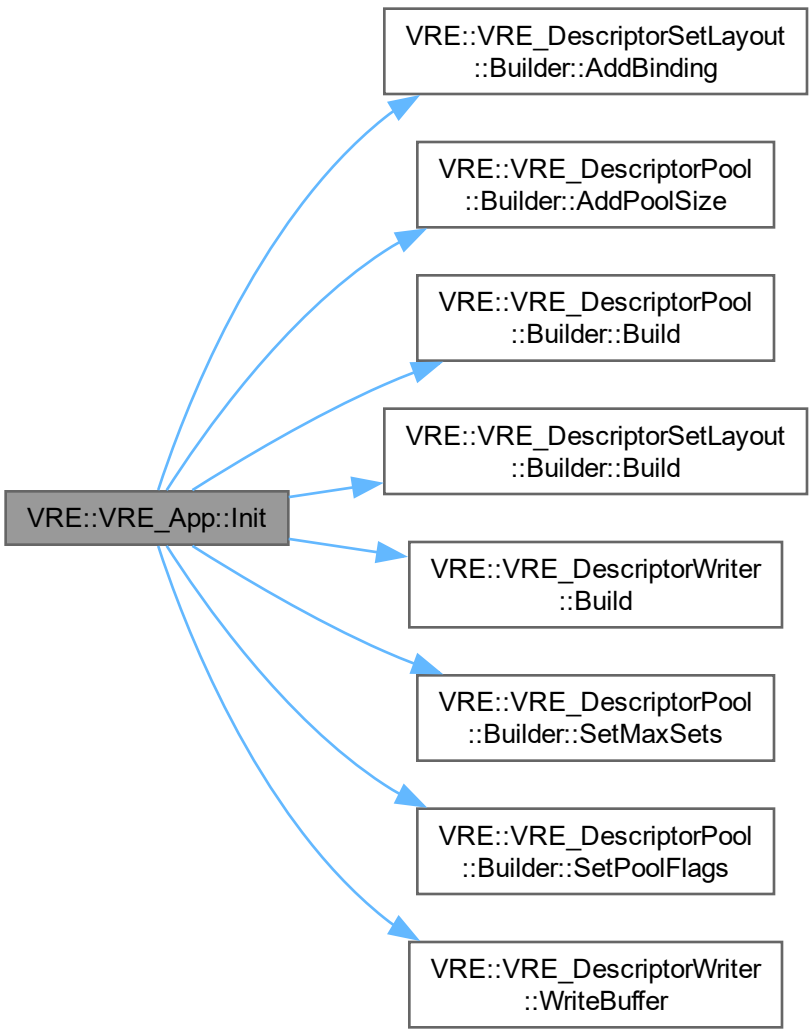 VRE::VRE_DescriptorSetLayout
::Builder::AddBinding
VRE::VRE_DescriptorPool
::Builder::AddPoolSize
VRE::VRE_DescriptorPool
::Builder::Build
VRE::VRE_DescriptorSetLayout
::Builder::Build
VRE::VRE_App::Init
VRE::VRE_DescriptorWriter
::Build
VRE::VRE_DescriptorPool
::Builder::SetMaxSets
VRE::VRE_DescriptorPool
::Builder::SetPoolFlags
VRE::VRE_DescriptorWriter
::WriteBuffer